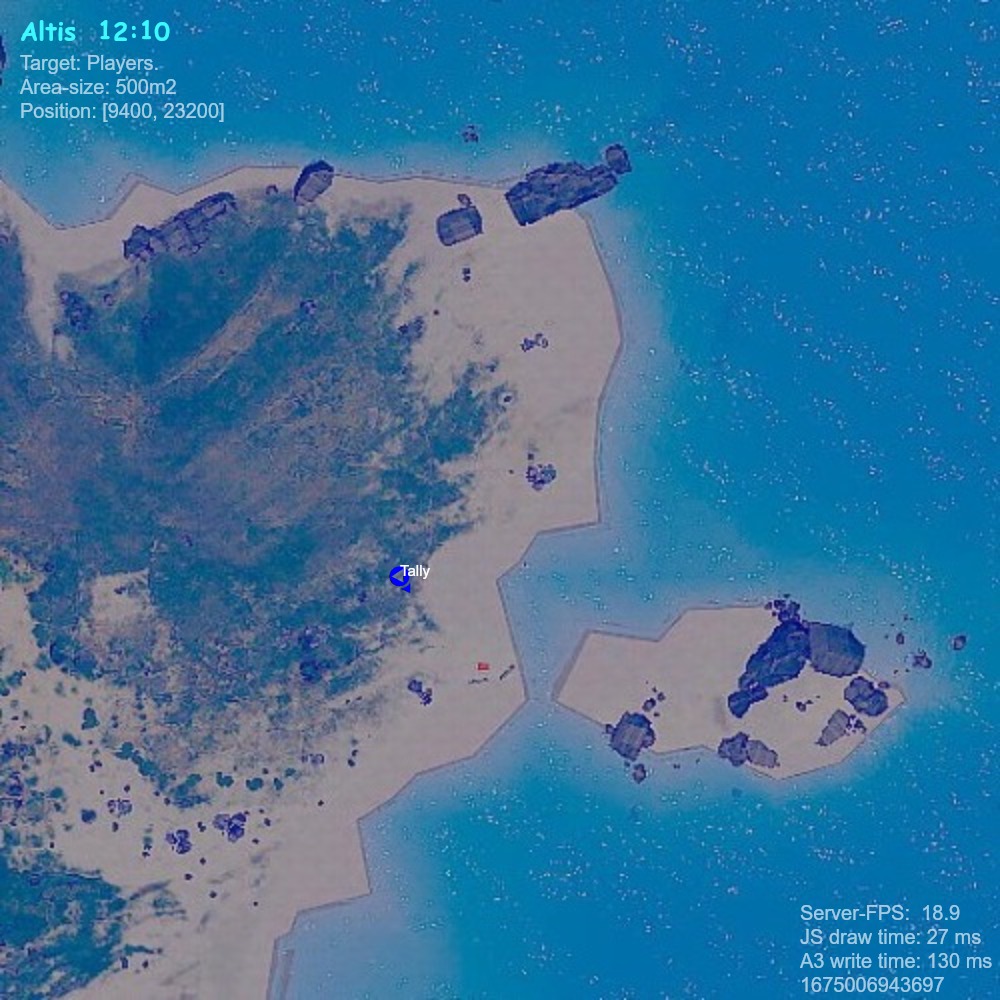 Altis 12:10
Target: Players.
Area-size: 500m2
Position: [9400, 23200]
Tally
Server-FPS: 18.9
JS draw time: 27 ms
A3 write time: 130 ms
1675006943697